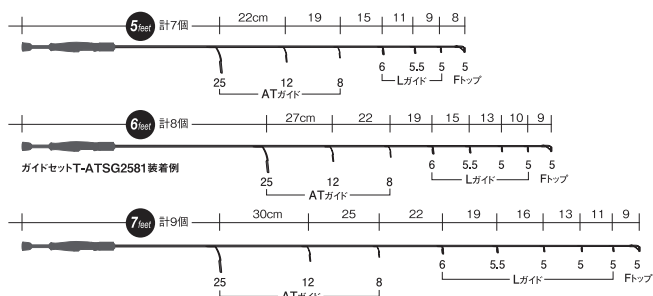 5feet 計7個 22cm 19 15 11 9 8
25 12 8 6 5.5 5 5
ATガイド Lガイド Fトップ
6feet 計8個 27cm 22 19 15 13 10 9
ガイドセットT-ATSG2581装着例
25 12 8 6 5.5 5 5 5
ATガイド Lガイド Fトップ
7feet 計9個 30cm 25 22 19 16 13 11 9
25 12 8 6 5.5 5 5 5 5
ATガイド Lガイド Fトップ